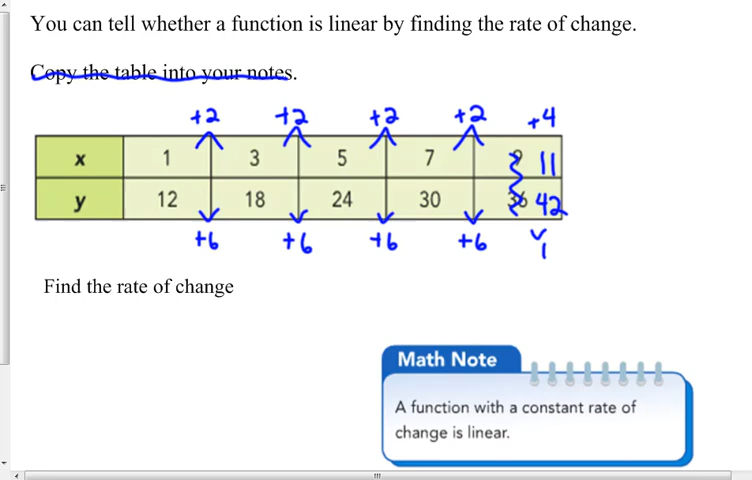 You can tell whether a function is linear by finding the rate of change.
Copy the table into your notes.
+2 +2 +2 +2 +4
x 1 3 5 7 11
y 12 18 24 30 36 42
+6 +6 +6 +6
Find the rate of change
Math Note
A function with a constant rate of
change is linear.